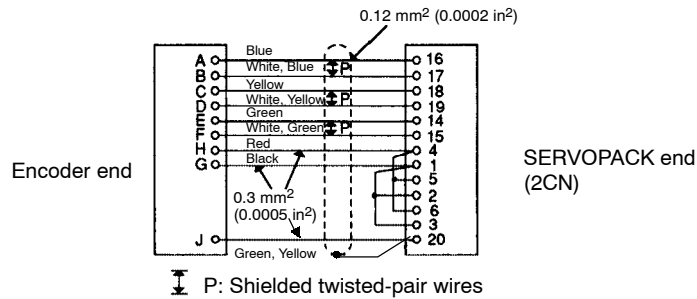 0.12 mm² (0.0002 in²)
Blue
A 16
White, Blue P
B 17
Yellow
C 18
White, Yellow P
D 19
Green
E 14
White, Green P
F 15
Red
H 4
Black
G 1
5
2
6
3
Encoder end
SERVOPACK end
(2CN)
0.3 mm²
(0.0005 in²)
J 20
Green, Yellow
P: Shielded twisted-pair wires